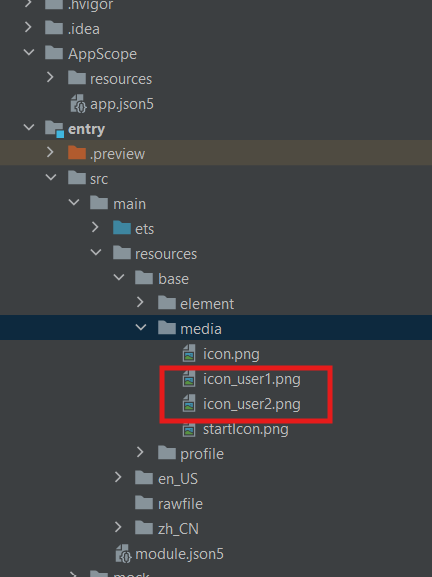 .hvigor
.idea
AppScope
resources
app.json5
entry
.preview
src
main
ets
resources
base
element
media
icon.png
icon_user1.png
icon_user2.png
startIcon.png
profile
en_US
rawfile
zh_CN
module.json5
mock